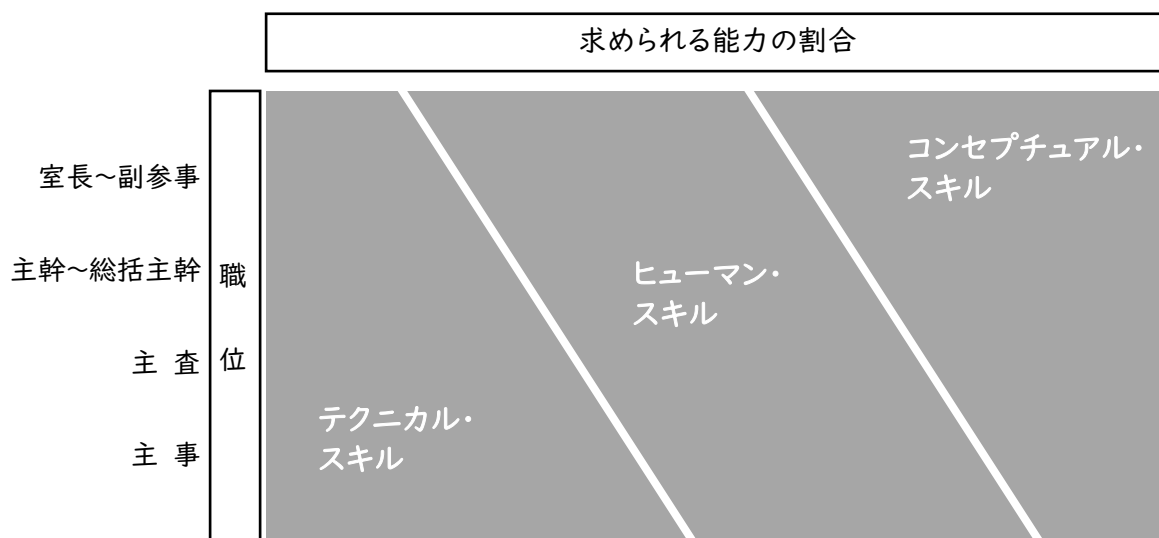 求められる能力の割合
室長～副参事
主幹～総括主幹
主 査
主 事
職
位
コンセプチュアル・
スキル
ヒューマン・
スキル
テクニカル・
スキル